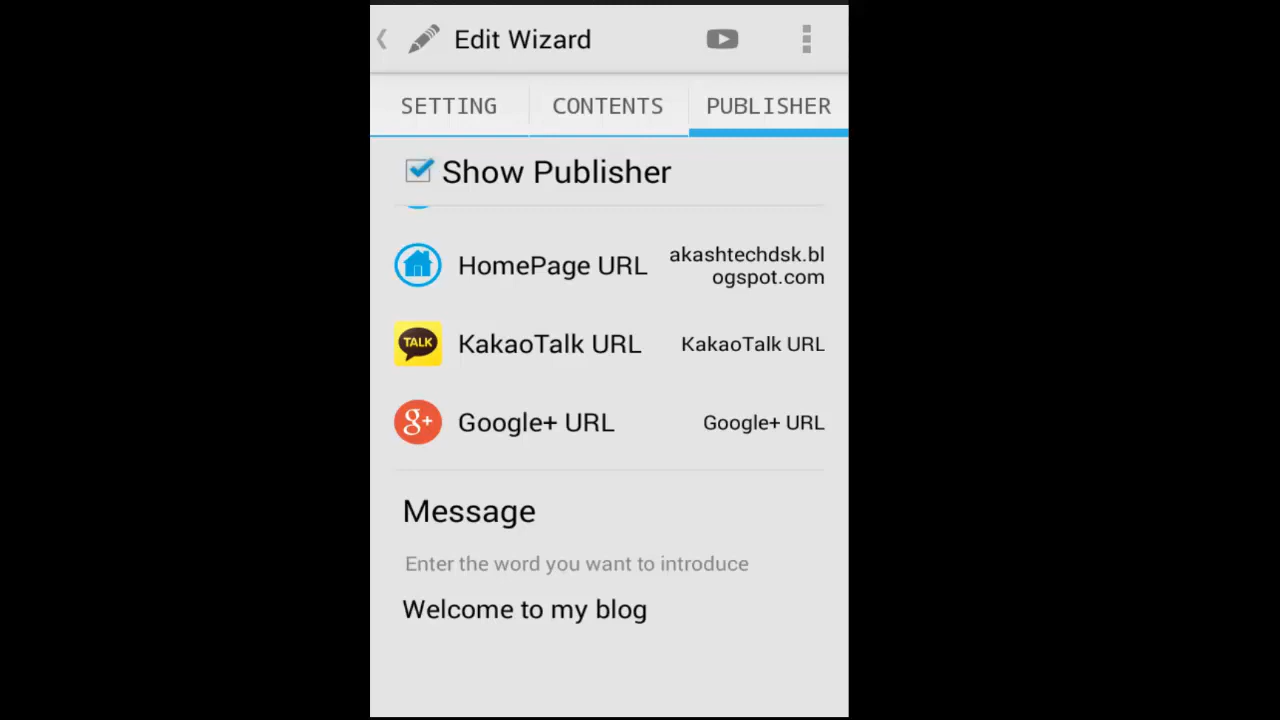 Edit Wizard
SETTING CONTENTS PUBLISHER
Show Publisher
HomePage URL akashtechdsk.bl
ogspot.com
TALK KakaoTalk URL KakaoTalk URL
g+ Google+ URL Google+ URL
Message
Enter the word you want to introduce
Welcome to my blog